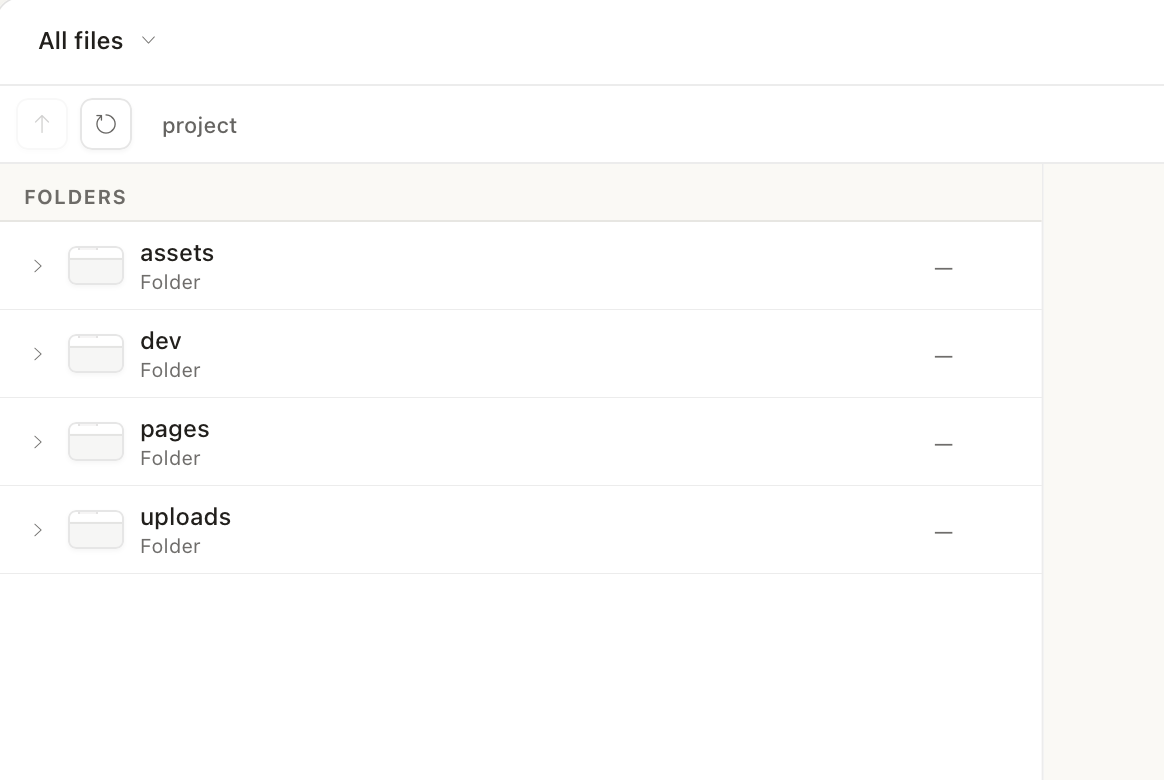 All files
project
FOLDERS
assets
Folder
—
dev
Folder
—
pages
Folder
—
uploads
Folder
—